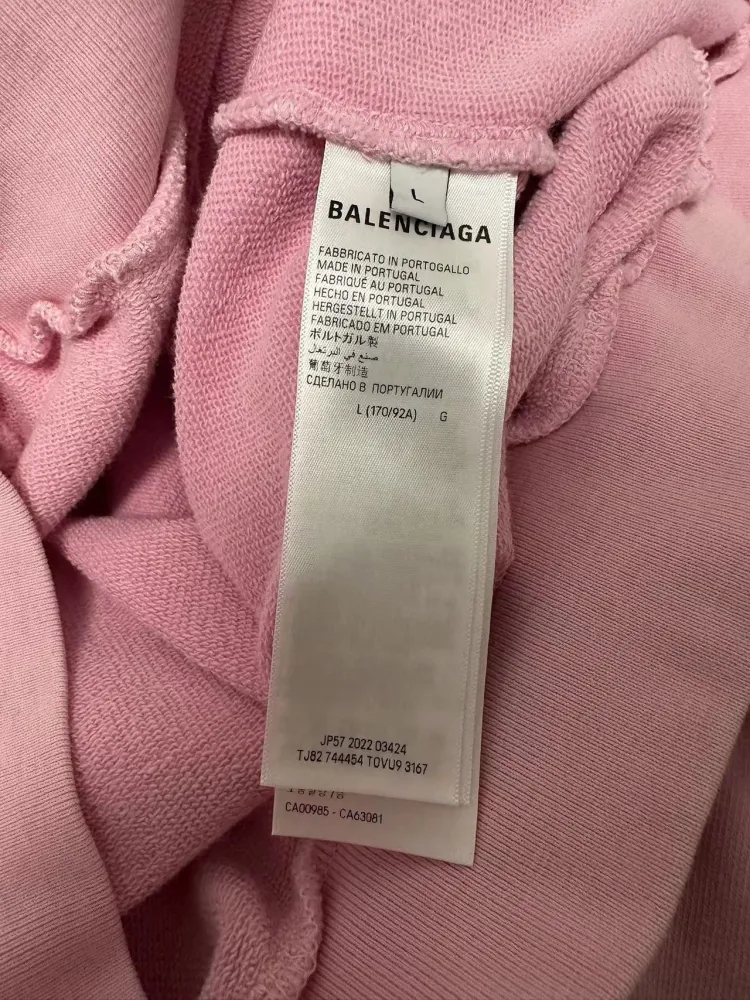 L
BALENCIAGA
FABBRICATO IN PORTOGALLO
MADE IN PORTUGAL
FABRIQUÉ AU PORTUGAL
HECHO EN PORTUGAL
HERGESTELLT IN PORTUGAL
FABRICADO EM PORTUGAL
ポルトガル製
صنع في البرتغال
葡萄牙制造
СДЕЛАНО В ПОРТУГАЛИИ
L (170/92A) G
JP57 2022 03424
TJ82 744454 TOVU9 3167
CA00985 - CA63081